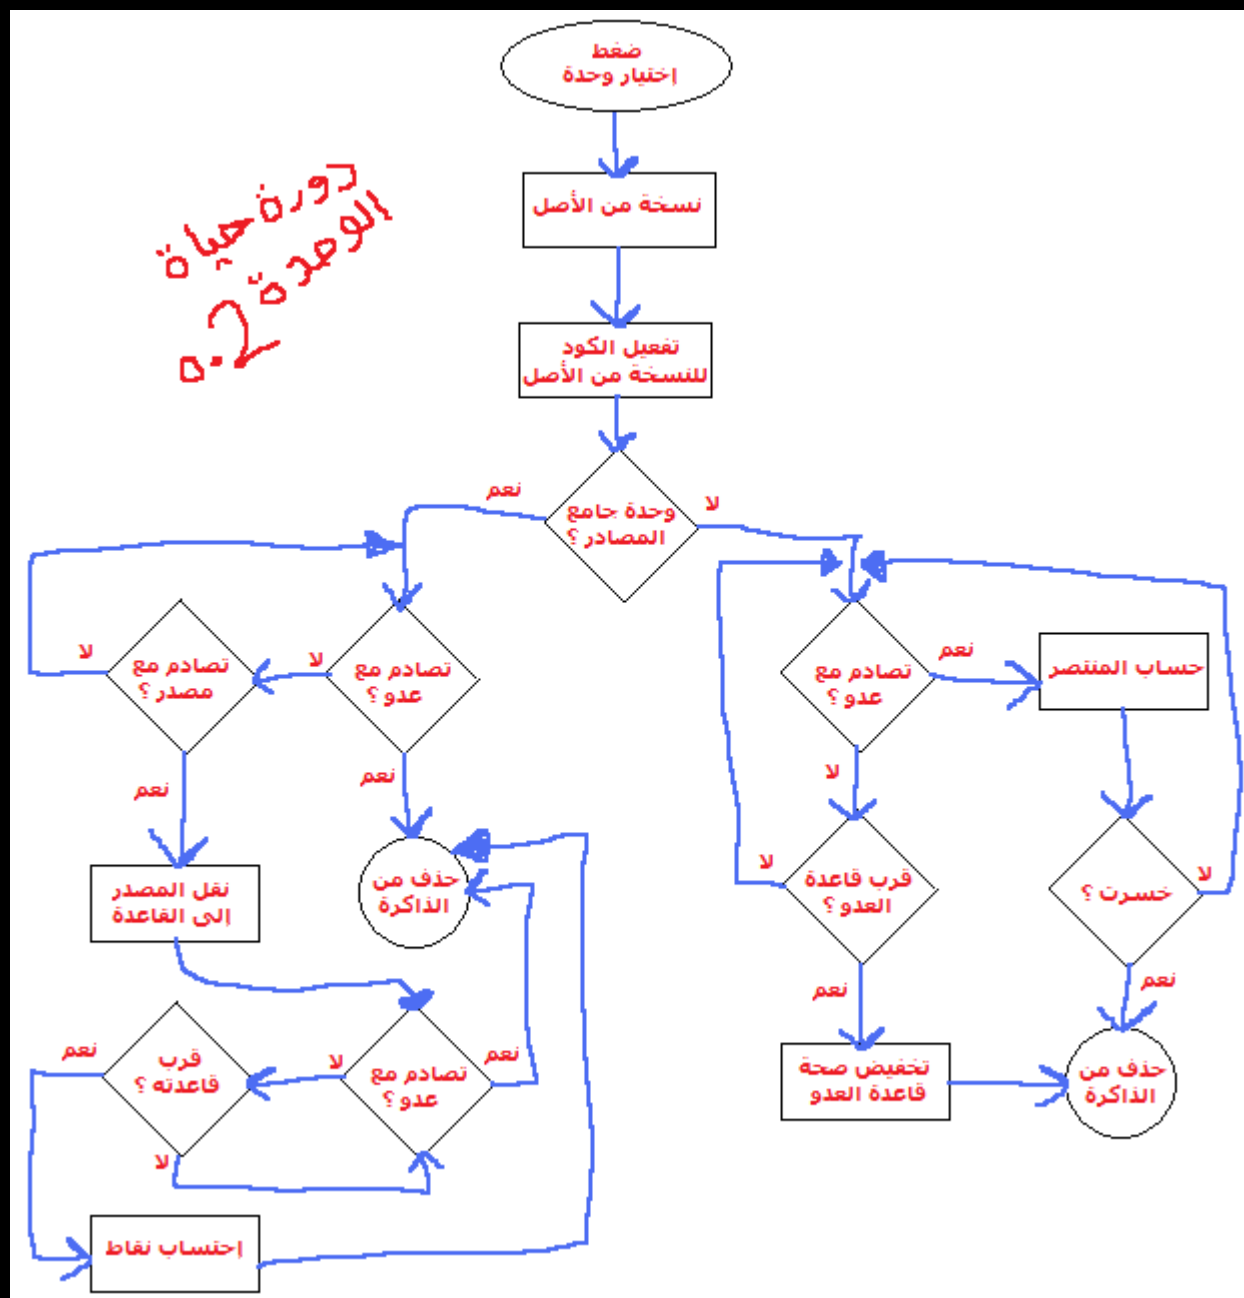 ضغط
إختيار وحدة
نسخة من الأصل
دورة حياة
الوحدة 0.2
تفعيل الكود
للنسخة من الأصل
وحدة جامع
المصادر ؟
نعم
لا
تصادم مع
مصدر ؟
لا
نعم
تصادم مع
عدو ؟
لا
نعم
تصادم مع
عدو ؟
نعم
لا
حساب المنتصر
نقل المصدر
إلى القاعدة
حذف من
الذاكرة
قرب قاعدة
العدو ؟
لا
نعم
خسرت ؟
لا
نعم
قرب
قاعدته ؟
نعم
لا
تصادم مع
عدو ؟
لا
نعم
تخفيض صحة
قاعدة العدو
حذف من
الذاكرة
إحتساب نقاط